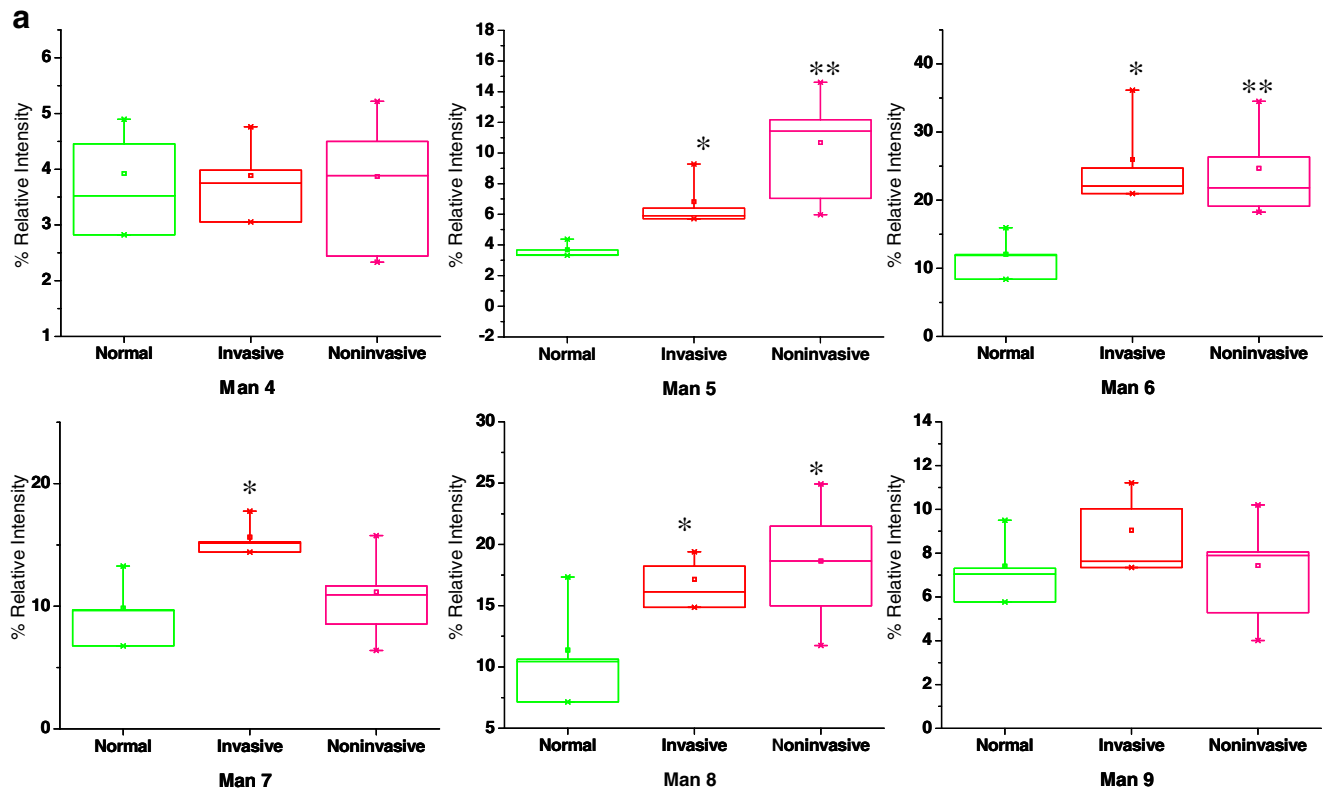 a
% Relative Intensity
6
5
4
3
2
1
Normal Invasive Noninvasive
Man 4
% Relative Intensity
18
16
14
12
10
8
6
4
2
0
-2
*
**
Normal Invasive Noninvasive
Man 5
% Relative Intensity
40
30
20
10
0
*
**
Normal Invasive Noninvasive
Man 6
% Relative Intensity
20
10
0
*
Normal Invasive Noninvasive
Man 7
% Relative Intensity
30
25
20
15
10
5
*
*
Normal Invasive Noninvasive
Man 8
% Relative Intensity
14
12
10
8
6
4
2
0
Normal Invasive Noninvasive
Man 9